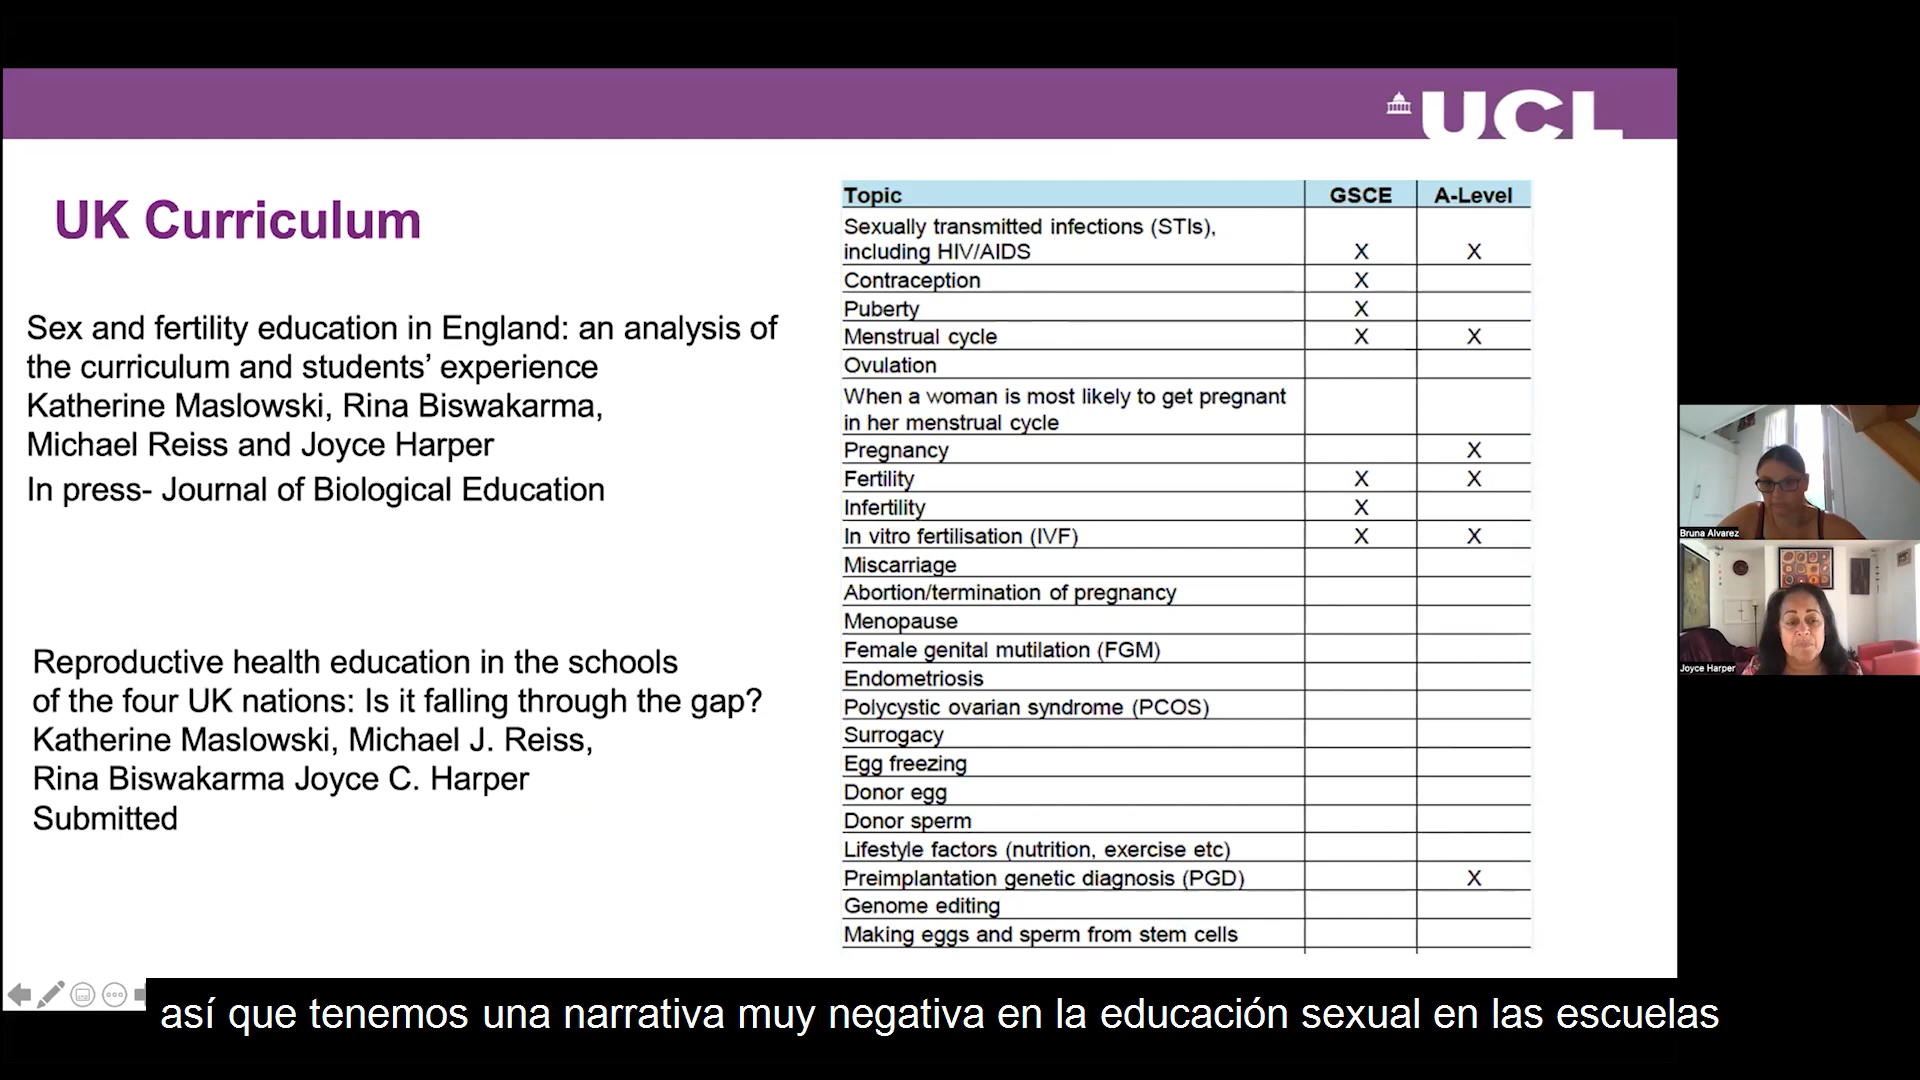 UCL
UK Curriculum
Sex and fertility education in England: an analysis of
the curriculum and students’ experience
Katherine Maslowski, Rina Biswakarma,
Michael Reiss and Joyce Harper
In press- Journal of Biological Education
Reproductive health education in the schools
of the four UK nations: Is it falling through the gap?
Katherine Maslowski, Michael J. Reiss,
Rina Biswakarma Joyce C. Harper
Submitted
Topic GSCE A-Level
Sexually transmitted infections (STIs),
including HIV/AIDS X X
Contraception X
Puberty X
Menstrual cycle X X
Ovulation
When a woman is most likely to get pregnant
in her menstrual cycle
Pregnancy X
Fertility X X
Infertility X
In vitro fertilisation (IVF) X X
Miscarriage
Abortion/termination of pregnancy
Menopause
Female genital mutilation (FGM)
Endometriosis
Polycystic ovarian syndrome (PCOS)
Surrogacy
Egg freezing
Donor egg
Donor sperm
Lifestyle factors (nutrition, exercise etc)
Preimplantation genetic diagnosis (PGD) X
Genome editing
Making eggs and sperm from stem cells
Bruna Alvarez
Joyce Harper
así que tenemos una narrativa muy negativa en la educación sexual en las escuelas